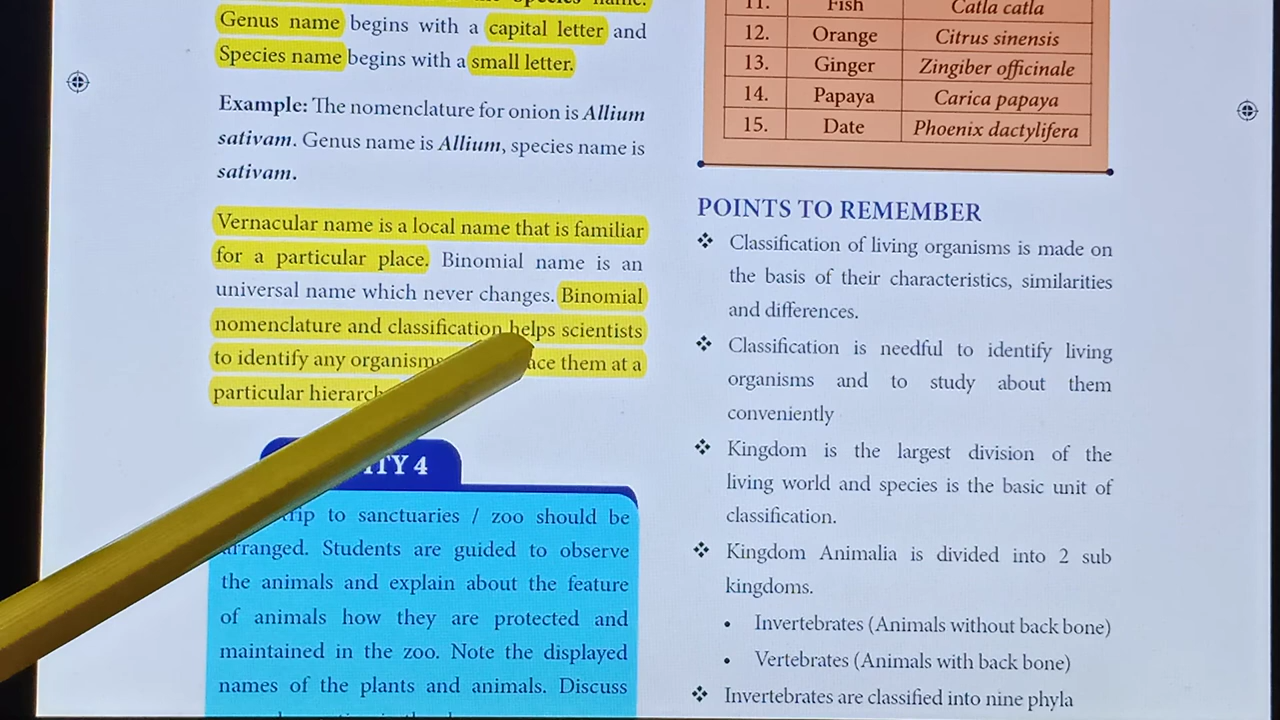 Genus name begins with a capital letter and
Species name begins with a small letter.
Example: The nomenclature for onion is Allium
sativam. Genus name is Allium, species name is
sativam.
Vernacular name is a local name that is familiar
for a particular place. Binomial name is an
universal name which never changes. Binomial
nomenclature and classification helps scientists
to identify any organisms them at a
particular
4
to sanctuaries / zoo should be
arranged. Students are guided to observe
the animals and explain about the feature
of animals how they are protected and
maintained in the zoo. Note the displayed
names of the plants and animals. Discuss
11. Fish Catla catla
12. Orange Citrus sinensis
13. Ginger Zingiber officinale
14. Papaya Carica papaya
15. Date Phoenix dactylifera
POINTS TO REMEMBER
❖ Classification of living organisms is made on
the basis of their characteristics, similarities
and differences.
❖ Classification is needful to identify living
organisms and to study about them
conveniently
❖ Kingdom is the largest division of the
living world and species is the basic unit of
classification.
❖ Kingdom Animalia is divided into 2 sub
kingdoms.
• Invertebrates (Animals without back bone)
• Vertebrates (Animals with back bone)
❖ Invertebrates are classified into nine phyla